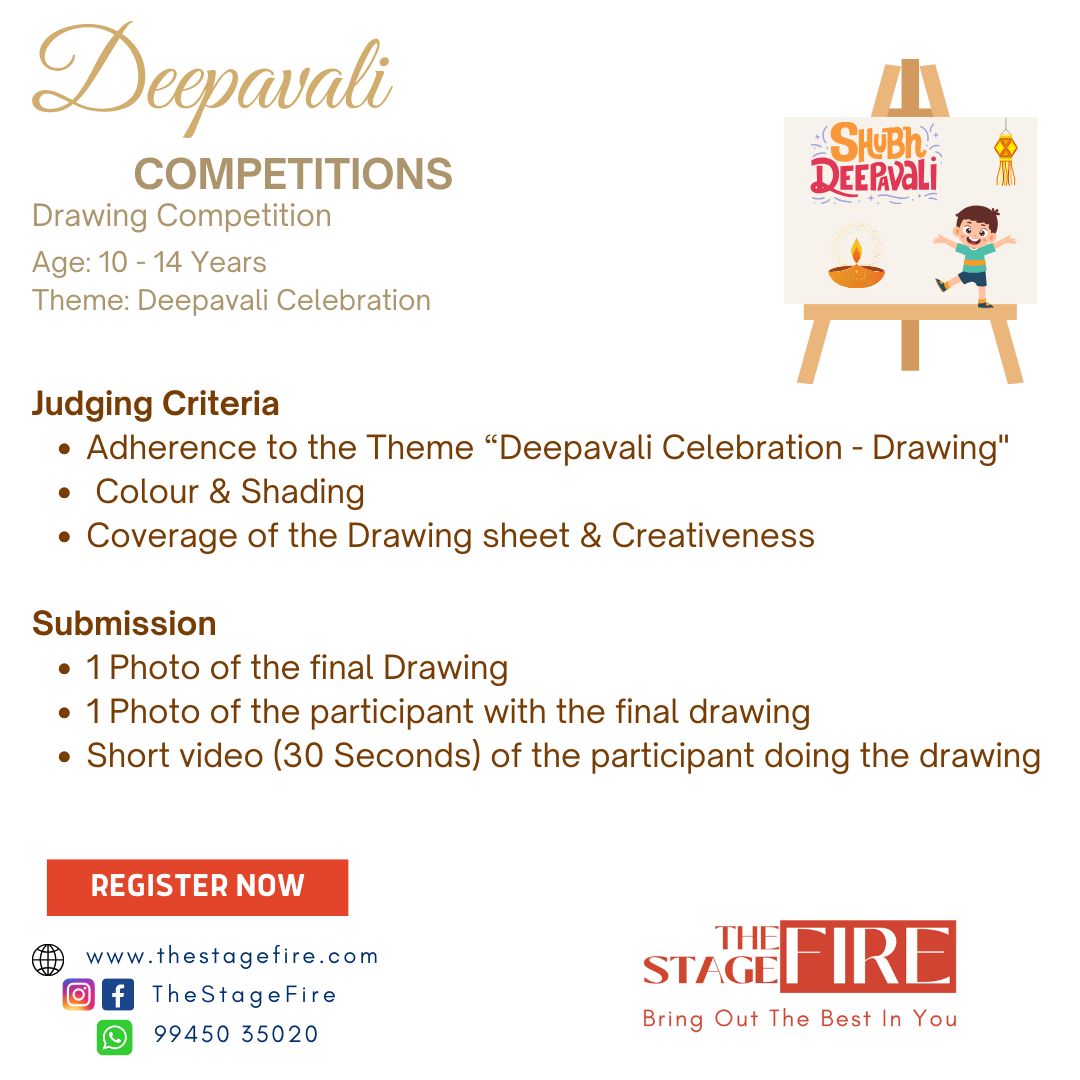 Deepavali
COMPETITIONS
Drawing Competition
Age: 10 - 14 Years
Theme: Deepavali Celebration
SHUBH
DEEPAVALI
Judging Criteria
• Adherence to the Theme “Deepavali Celebration - Drawing"
• Colour & Shading
• Coverage of the Drawing sheet & Creativeness
Submission
• 1 Photo of the final Drawing
• 1 Photo of the participant with the final drawing
• Short video (30 Seconds) of the participant doing the drawing
REGISTER NOW
www.thestagefire.com
TheStageFire
99450 35020
THE
STAGE
FIRE
Bring Out The Best In You